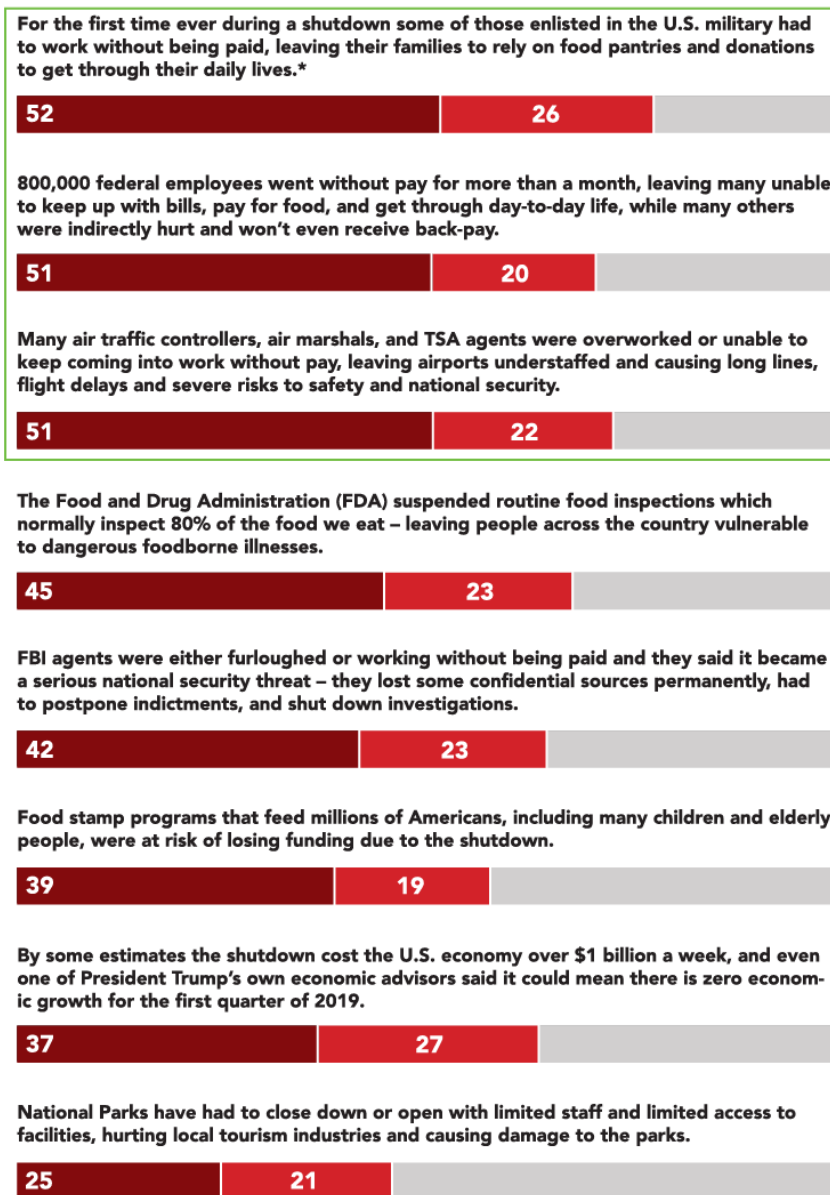 For the first time ever during a shutdown some of those enlisted in the U.S. military had
to work without being paid, leaving their families to rely on food pantries and donations
to get through their daily lives.*
52 26
800,000 federal employees went without pay for more than a month, leaving many unable
to keep up with bills, pay for food, and get through day-to-day life, while many others
were indirectly hurt and won’t even receive back-pay.
51 20
Many air traffic controllers, air marshals, and TSA agents were overworked or unable to
keep coming into work without pay, leaving airports understaffed and causing long lines,
flight delays and severe risks to safety and national security.
51 22
The Food and Drug Administration (FDA) suspended routine food inspections which
normally inspect 80% of the food we eat – leaving people across the country vulnerable
to dangerous foodborne illnesses.
45 23
FBI agents were either furloughed or working without being paid and they said it became
a serious national security threat – they lost some confidential sources permanently, had
to postpone indictments, and shut down investigations.
42 23
Food stamp programs that feed millions of Americans, including many children and elderly
people, were at risk of losing funding due to the shutdown.
39 19
By some estimates the shutdown cost the U.S. economy over $1 billion a week, and even
one of President Trump’s own economic advisors said it could mean there is zero econom-
ic growth for the first quarter of 2019.
37 27
National Parks have had to close down or open with limited staff and limited access to
facilities, hurting local tourism industries and causing damage to the parks.
25 21